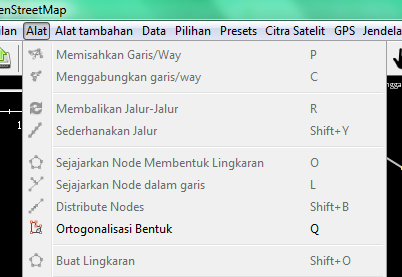 enStreetMap
ilan Alat Alat tambahan Data Pilihan Presets Citra Satelit GPS Jendela
Memisahkan Garis/Way P
Menggabungkan garis/way C
Membalikan Jalur-Jalur R
Sederhanakan Jalur Shift+Y
Sejajarkan Node Membentuk Lingkaran O
Sejajarkan Node dalam garis L
Distribute Nodes Shift+B
Ortogonalisasi Bentuk Q
Buat Lingkaran Shift+O